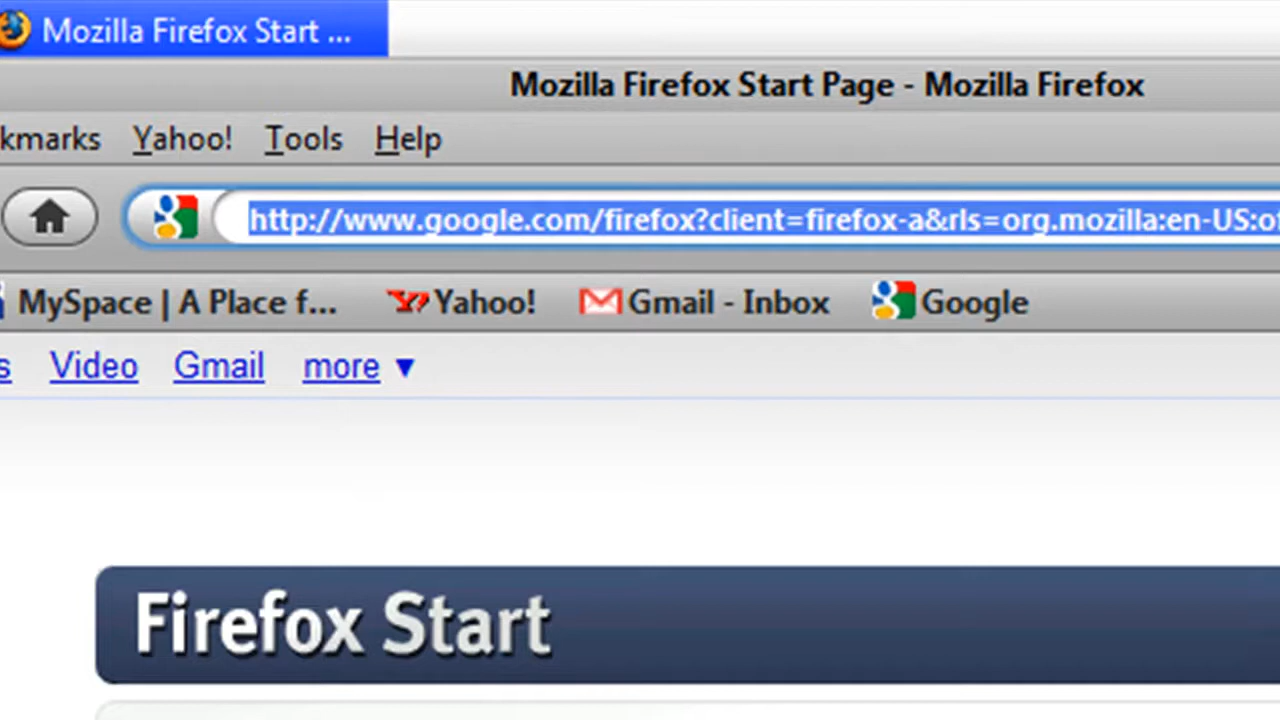 Mozilla Firefox Start ...
Mozilla Firefox Start Page - Mozilla Firefox
kmarks Yahoo! Tools Help
http://www.google.com/firefox?client=firefox-a&rls=org.mozilla:en-US:of
MySpace | A Place f... Yahoo! Gmail - Inbox Google
s Video Gmail more ▼
Firefox Start